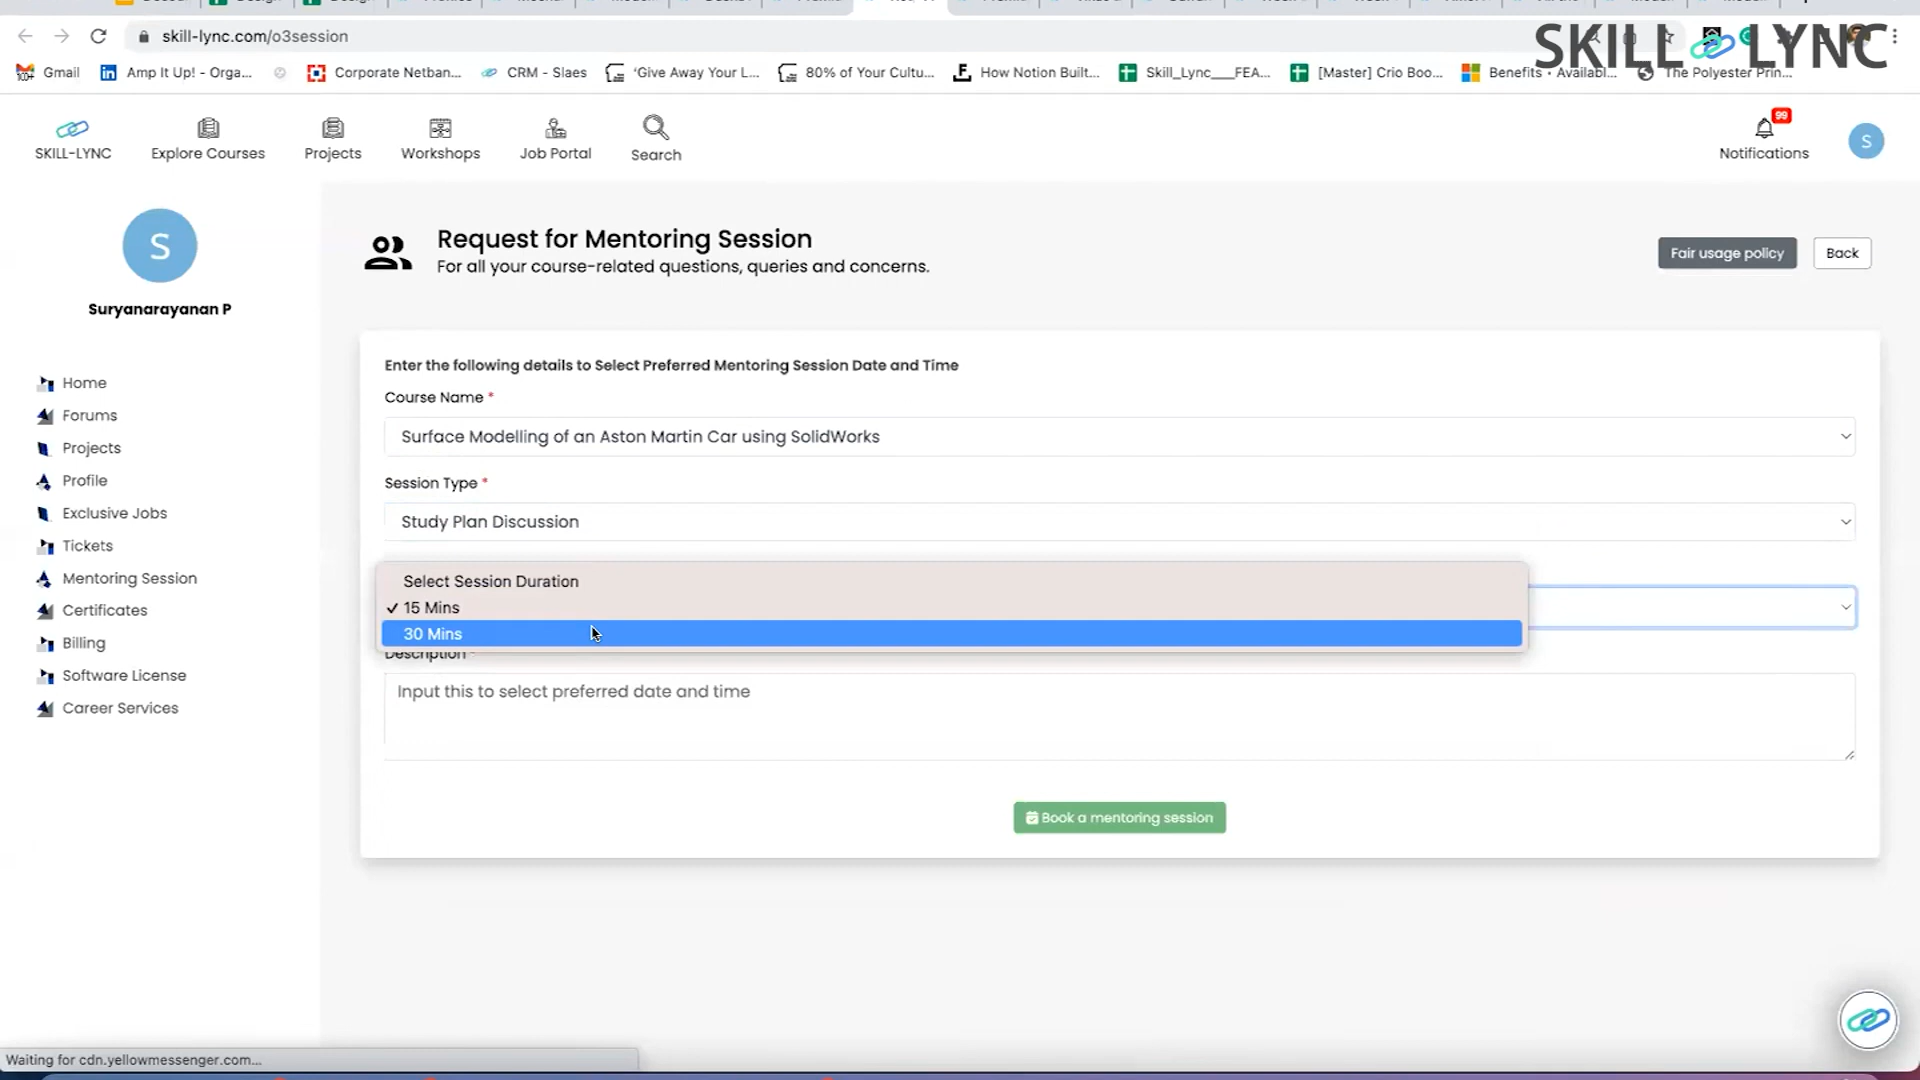 skill-lync.com/o3session
SKILL LYNC
Gmail
Amp It Up! - Orga...
Corporate Netban...
CRM - Slaes
'Give Away Your L...
80% of Your Cultu...
How Notion Built...
Skill_Lync___FEA...
[Master] Crio Boo...
Benefits • Availabl...
The Polyester Prin...
SKILL-LYNC
Explore Courses
Projects
Workshops
Job Portal
Search
99
Notifications
S
S
Suryanarayanan P
Home
Forums
Projects
Profile
Exclusive Jobs
Tickets
Mentoring Session
Certificates
Billing
Software License
Career Services
Request for Mentoring Session
For all your course-related questions, queries and concerns.
Fair usage policy
Back
Enter the following details to Select Preferred Mentoring Session Date and Time
Course Name *
Surface Modelling of an Aston Martin Car using SolidWorks
Session Type *
Study Plan Discussion
Select Session Duration
✓ 15 Mins
30 Mins
Description
Input this to select preferred date and time
Book a mentoring session
Waiting for cdn.yellowmessenger.com...